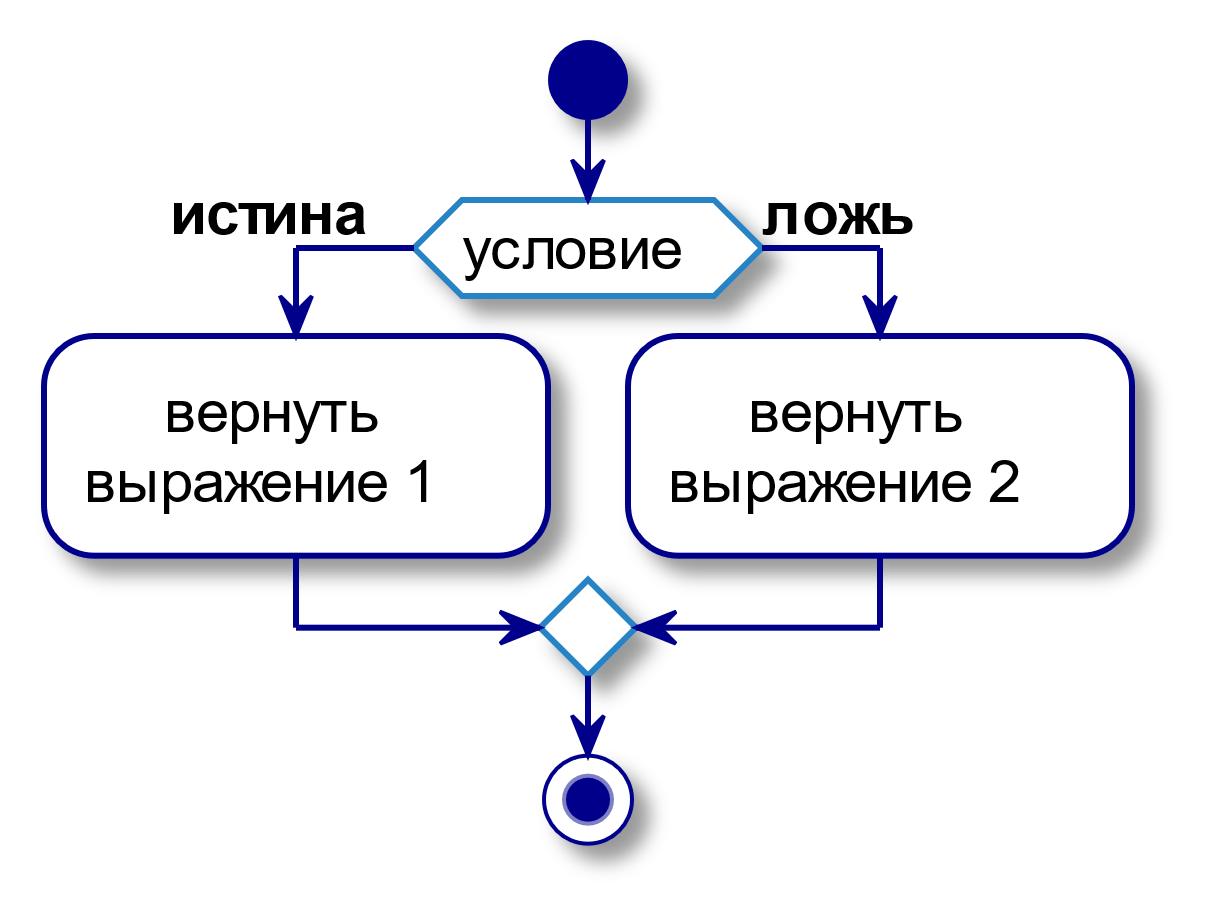 истина
ложь
условие
вернуть
выражение 1
вернуть
выражение 2